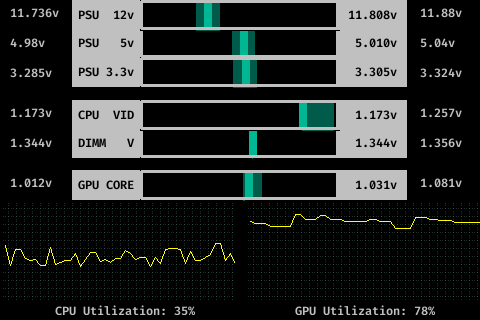 11.736v PSU 12v 11.808v 11.88v
4.98v PSU 5v 5.010v 5.04v
3.285v PSU 3.3v 3.305v 3.324v
1.173v CPU VID 1.173v 1.257v
1.344v DIMM V 1.344v 1.356v
1.012v GPU CORE 1.031v 1.081v
CPU Utilization: 35% GPU Utilization: 78%